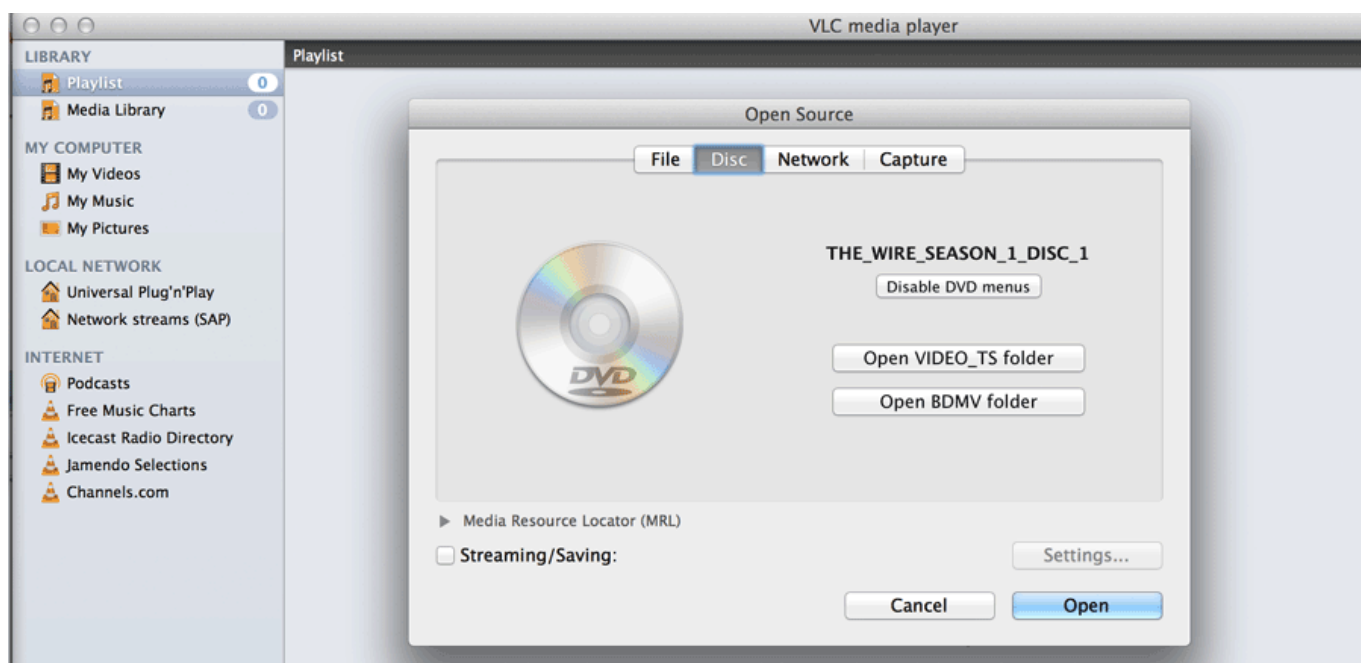 VLC media player
LIBRARY
Playlist 0
Media Library 0
MY COMPUTER
My Videos
My Music
My Pictures
LOCAL NETWORK
Universal Plug'n'Play
Network streams (SAP)
INTERNET
Podcasts
Free Music Charts
Icecast Radio Directory
Jamendo Selections
Channels.com
Playlist
Open Source
File Disc Network Capture
DVD
THE_WIRE_SEASON_1_DISC_1
Disable DVD menus
Open VIDEO_TS folder
Open BDMV folder
Media Resource Locator (MRL)
Streaming/Saving:
Settings...
Cancel Open